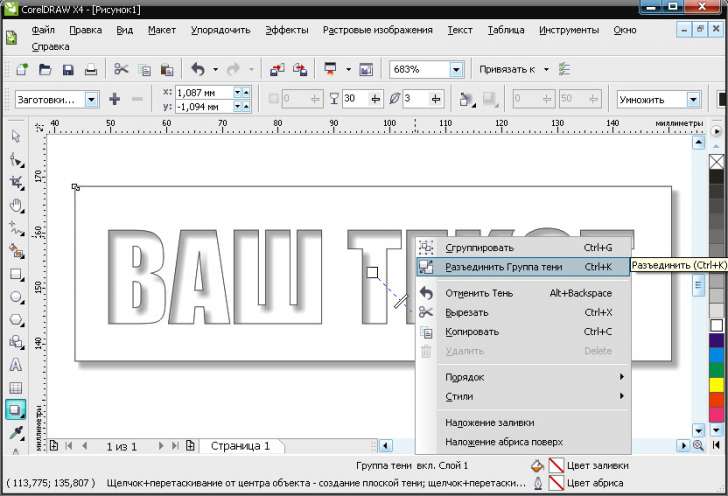 CorelDRAW X4 - [Рисунок1]
Файл Правка Вид Макет Упорядочить Эффекты Растровые изображения Текст Таблица Инструменты Окно
Справка
683% Привязать к
Заготовки... x: 1,087 мм 0 30 3 0 50 Умножить
y: -1,094 мм
40 60 70 80 90 100 110 120 130 140 миллиметры
170
160
150
140
миллиметры
ВАШ ТЕКСТ
Сгруппировать Ctrl+G
Разъединить Группа тени Ctrl+K
Разъединить (Ctrl+K)
Отменить Тень Alt+Backspace
Вырезать Ctrl+X
Копировать Ctrl+C
Удалить Delete
Порядок
Стили
Наложение заливки
Наложение абриса поверх
1 из 1 Страница 1
Группа тени вкл. Слой 1 Цвет заливки
( 113,775; 135,807 ) Щелчок+перетаскивание от центра объекта - создание плоской тени; щелчок+перетаски... Цвет абриса